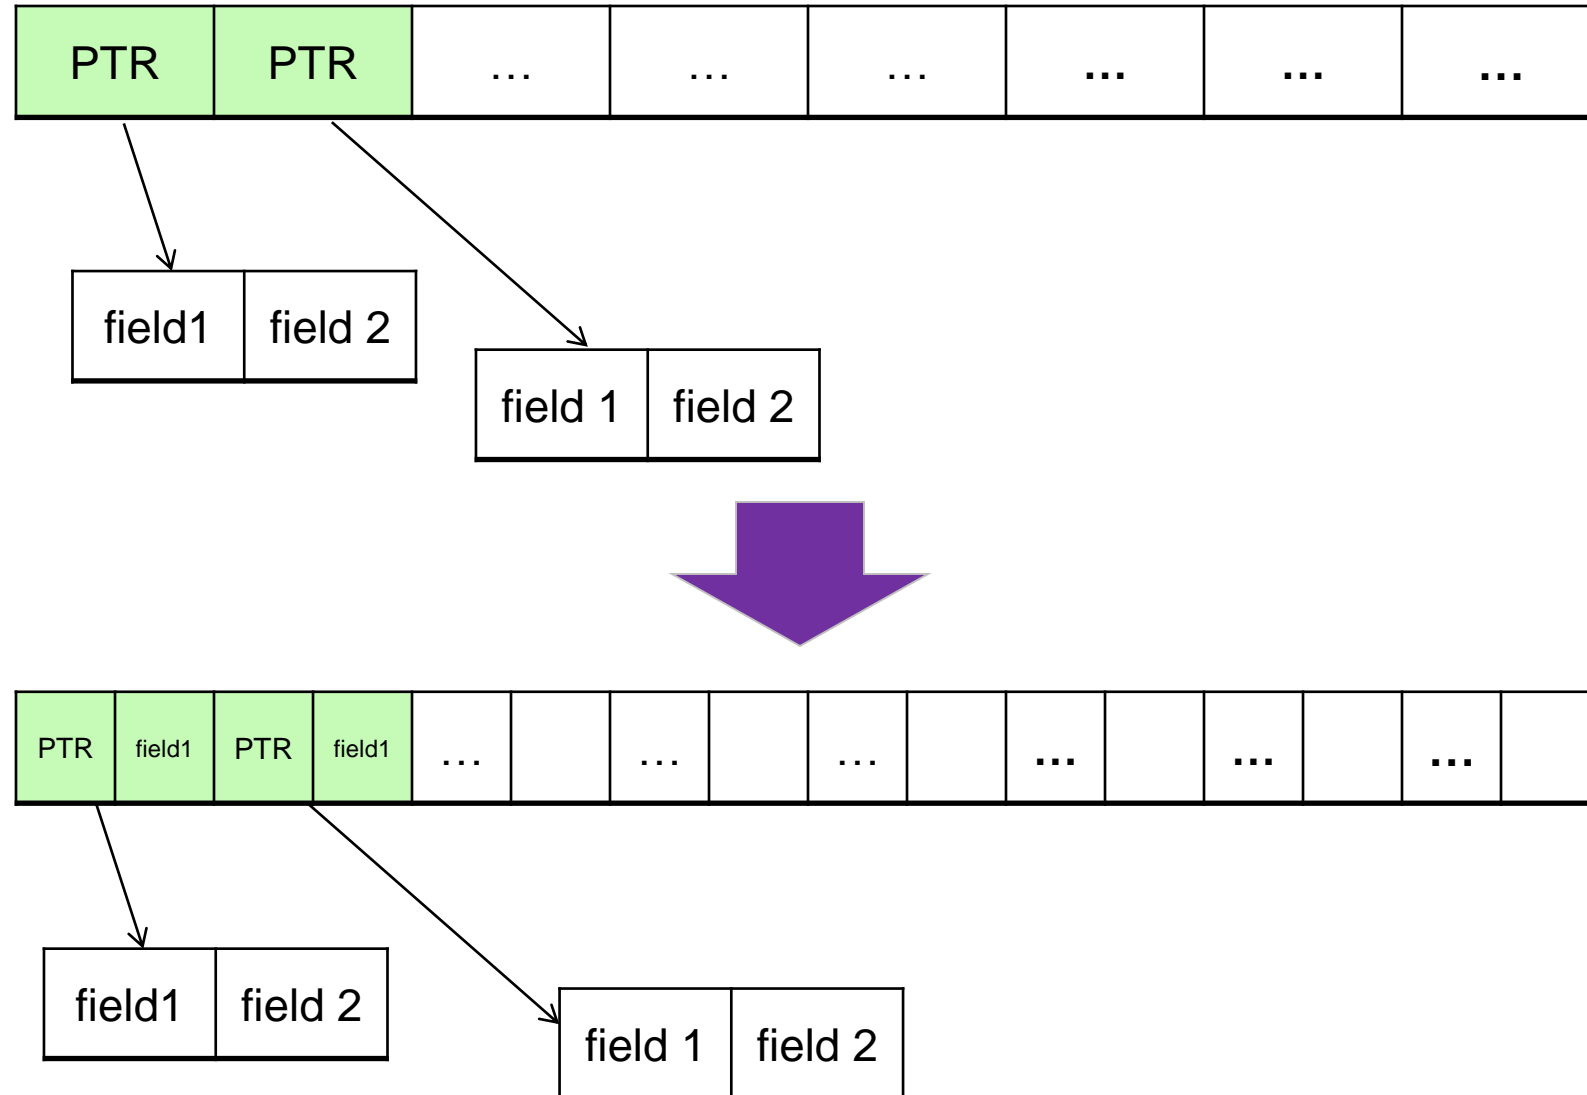 PTR PTR ... ... ... ... ... ...
field1 field 2
field 1 field 2
PTR field1 PTR field1 ... ... ... ... ... ...
field1 field 2
field 1 field 2